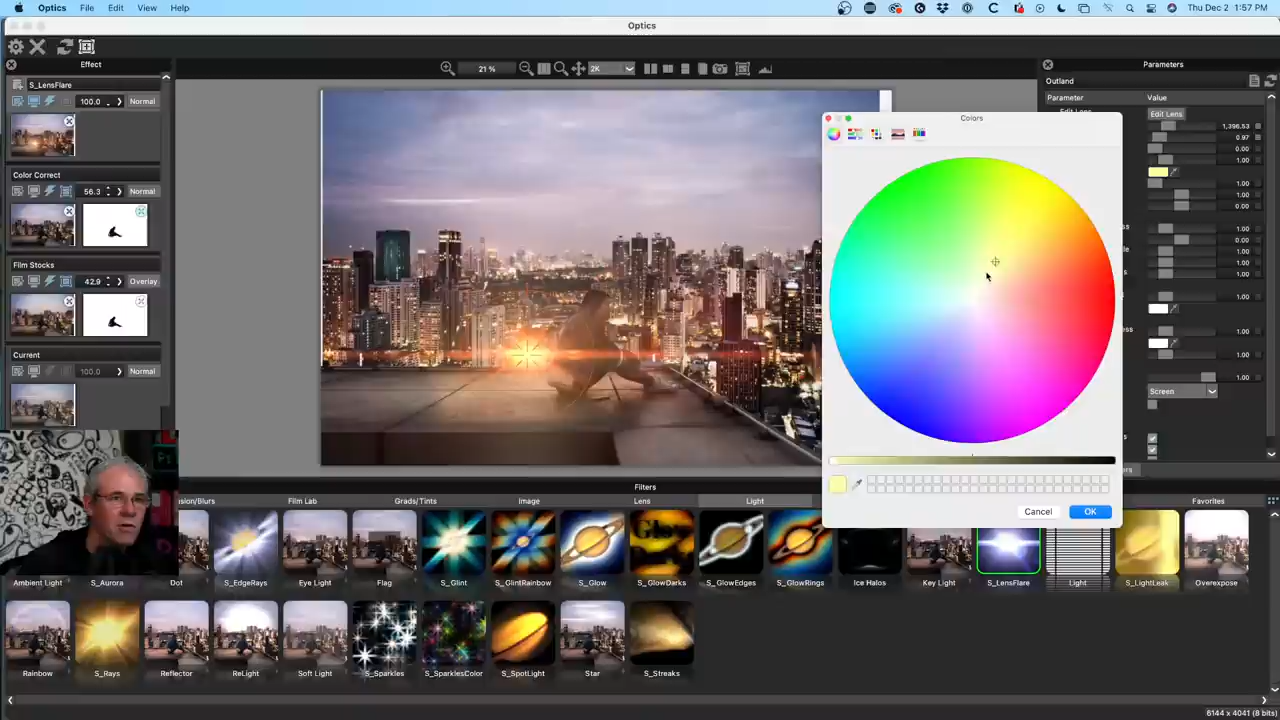 Optics File Edit View Help Thu Dec 2 1:57 PM
Optics
Effect
S_LensFlare
100.0 Normal
Color Correct
56.3 Normal
Film Stocks
42.9 Overlay
Current
100.0 Normal
21 % 2K
Colors
Cancel OK
Parameters
Outland
Parameter Value
Edit Lens Edit Lens
1,396.53
0.97
0.00
1.00
1.00
1.00
0.00
1.00
0.00
1.00
1.00
1.00
1.00
1.00
1.00
Screen
Filters
sion/Blurs Film Lab Grads/Tints Image Lens Light Favorites
Ambient Light S_Aurora Dot S_EdgeRays Eye Light Flag S_Glint S_GlintRainbow S_Glow S_GlowDarks S_GlowEdges S_GlowRings Ice Halos Key Light S_LensFlare Light S_LightLeak Overexpose
Rainbow S_Rays Reflector ReLight Soft Light S_Sparkles S_SparklesColor S_SpotLight Star S_Streaks
6144 x 4041 (8 bits)